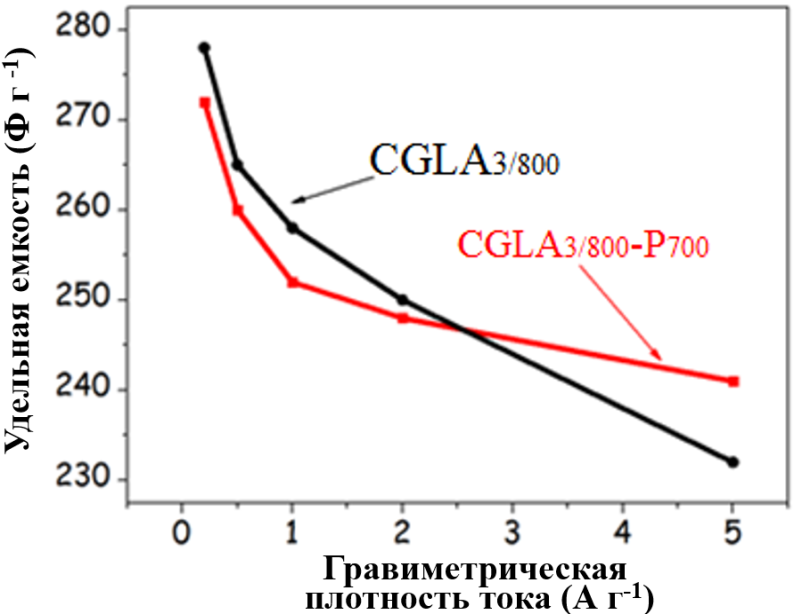 280
270
260
250
240
230
Удельная емкость (Ф г -1)
CGLA3/800
CGLA3/800-P700
0 1 2 3 4 5
Гравиметрическая
плотность тока (А г-1)